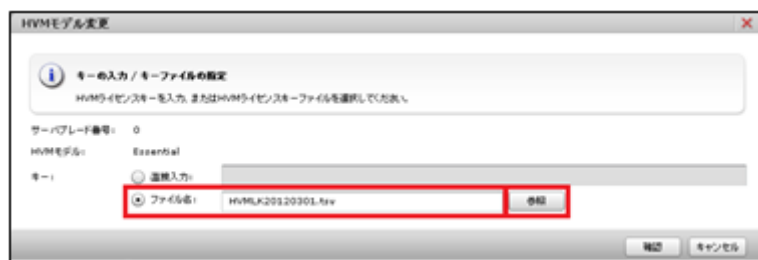 HVMモデル変更
キーの入力 / キーファイルの指定
HVMライセンスキーを入力, またはHVMライセンスキーファイルを選択してください。
サーバブレード番号: 0
HVMモデル: Essential
キー: 直接入力:
ファイル名: HVMLK20120301.tsv 参照
確認 キャンセル